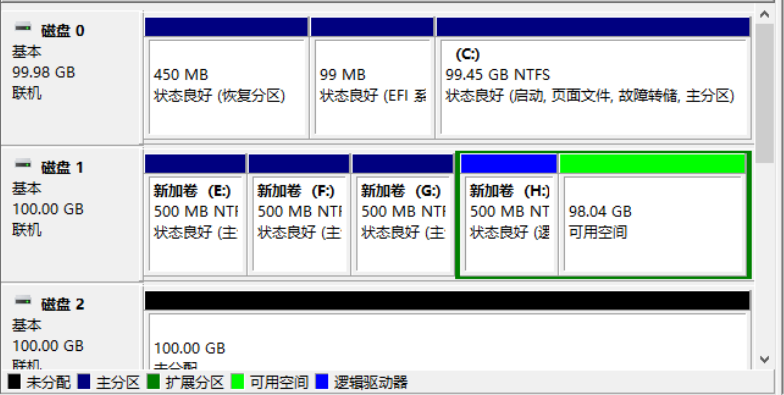 磁盘 0
基本
99.98 GB
联机
450 MB
状态良好 (恢复分区)
99 MB
状态良好 (EFI 系
(C:)
99.45 GB NTFS
状态良好 (启动, 页面文件, 故障转储, 主分区)
磁盘 1
基本
100.00 GB
联机
新加卷 (E:)
500 MB NTF
状态良好 (主
新加卷 (F:)
500 MB NTF
状态良好 (主
新加卷 (G:)
500 MB NTF
状态良好 (主
新加卷 (H:)
500 MB NT
状态良好 (逻
98.04 GB
可用空间
磁盘 2
基本
100.00 GB
联机
100.00 GB
未分配
未分配 主分区 扩展分区 可用空间 逻辑驱动器